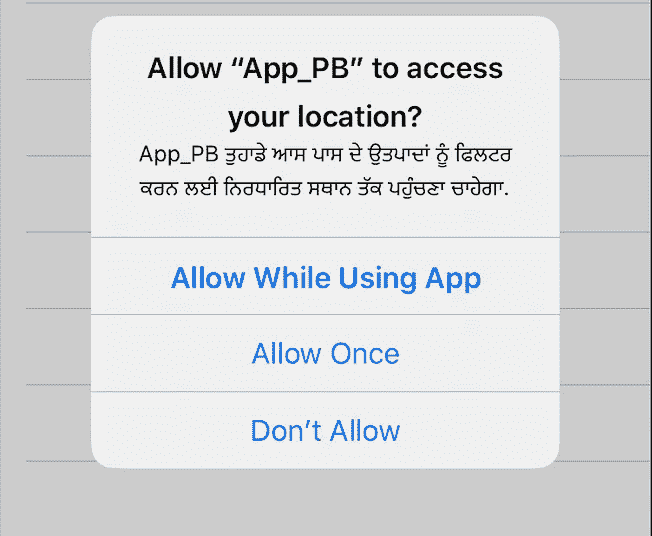 Allow “App_PB” to access
your location?
App_PB ਤੁਹਾਡੇ ਆਸ ਪਾਸ ਦੇ ਉਤਪਾਦਾਂ ਨੂੰ ਫਿਲਟਰ
ਕਰਨ ਲਈ ਨਿਰਧਾਰਿਤ ਸਥਾਨ ਤੱਕ ਪਹੁੰਚਣਾ ਚਾਹੇਗਾ.
Allow While Using App
Allow Once
Don’t Allow